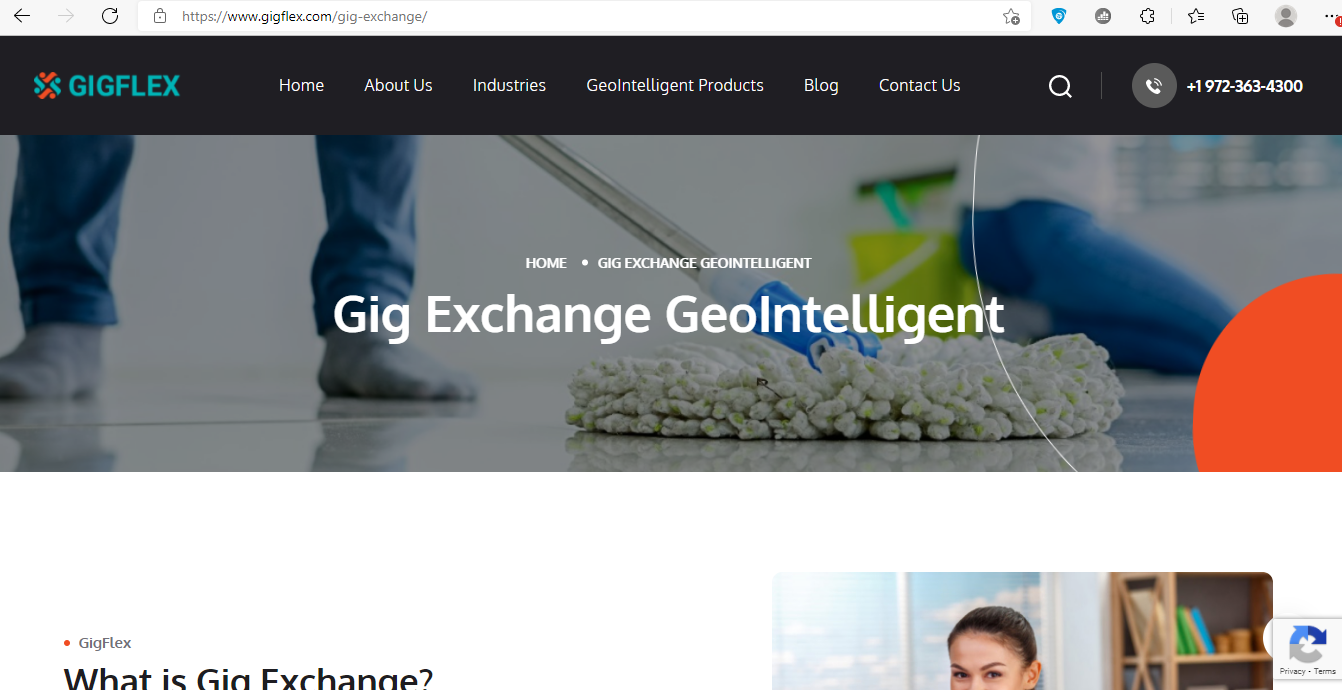 https://www.gigflex.com/gig-exchange/
GIGFLEX
Home About Us Industries GeoIntelligent Products Blog Contact Us
+1 972-363-4300
HOME • GIG EXCHANGE GEOINTELLIGENT
Gig Exchange GeoIntelligent
• GigFlex
What is Gig Exchange?
Privacy - Terms